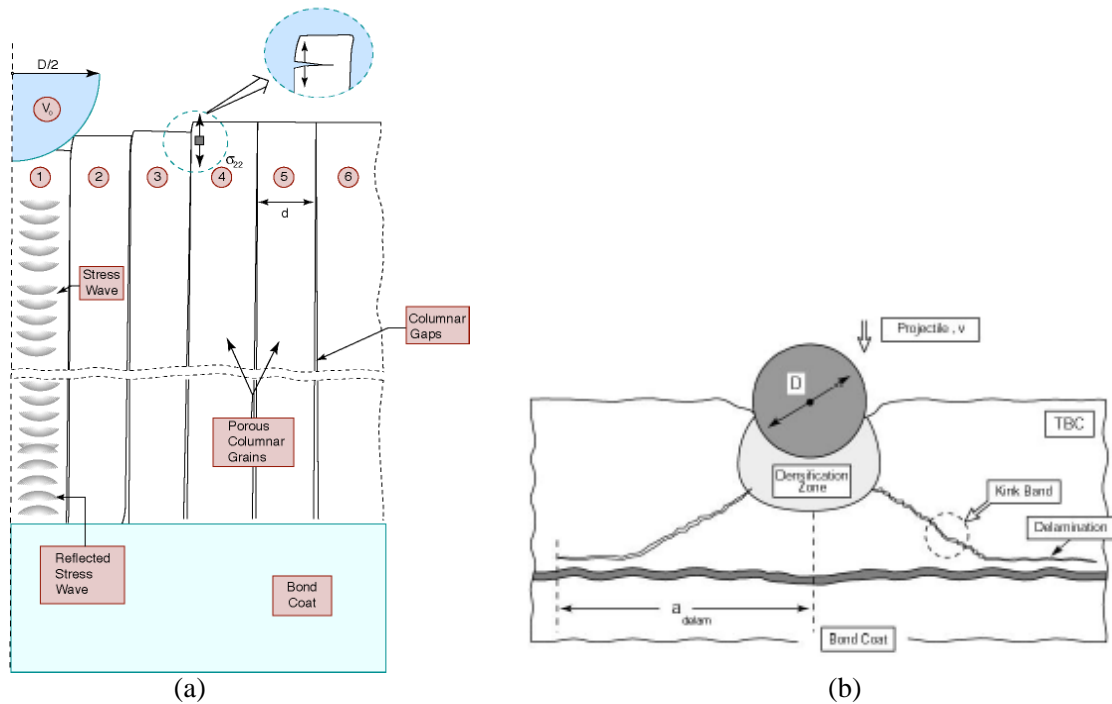 D/2
V₀
σ₂₂
1
2
3
4
5
6
d
Stress
Wave
Columnar
Gaps
Porous
Columnar
Grains
Reflected
Stress
Wave
Bond
Coat
(a)
Projectile , v
D
TBC
Densification
Zone
Kink Band
Delamination
a
delam
Bond Coat
(b)